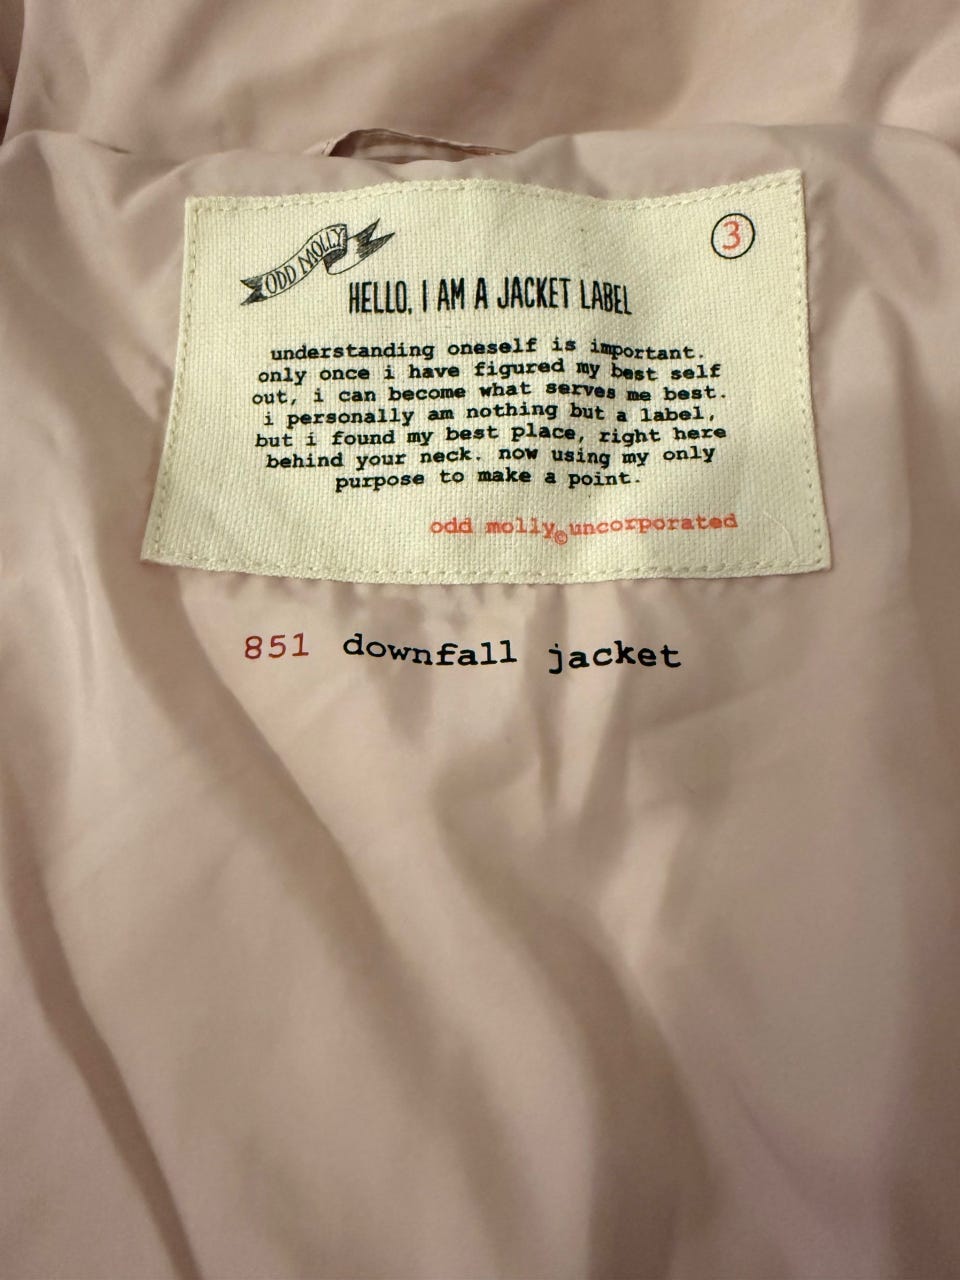 ODD MOLLY
3
HELLO, I AM A JACKET LABEL
understanding oneself is important.
only once i have figured my best self
out, i can become what serves me best.
i personally am nothing but a label,
but i found my best place, right here
behind your neck. now using my only
purpose to make a point.
odd molly©uncorporated
851 downfall jacket